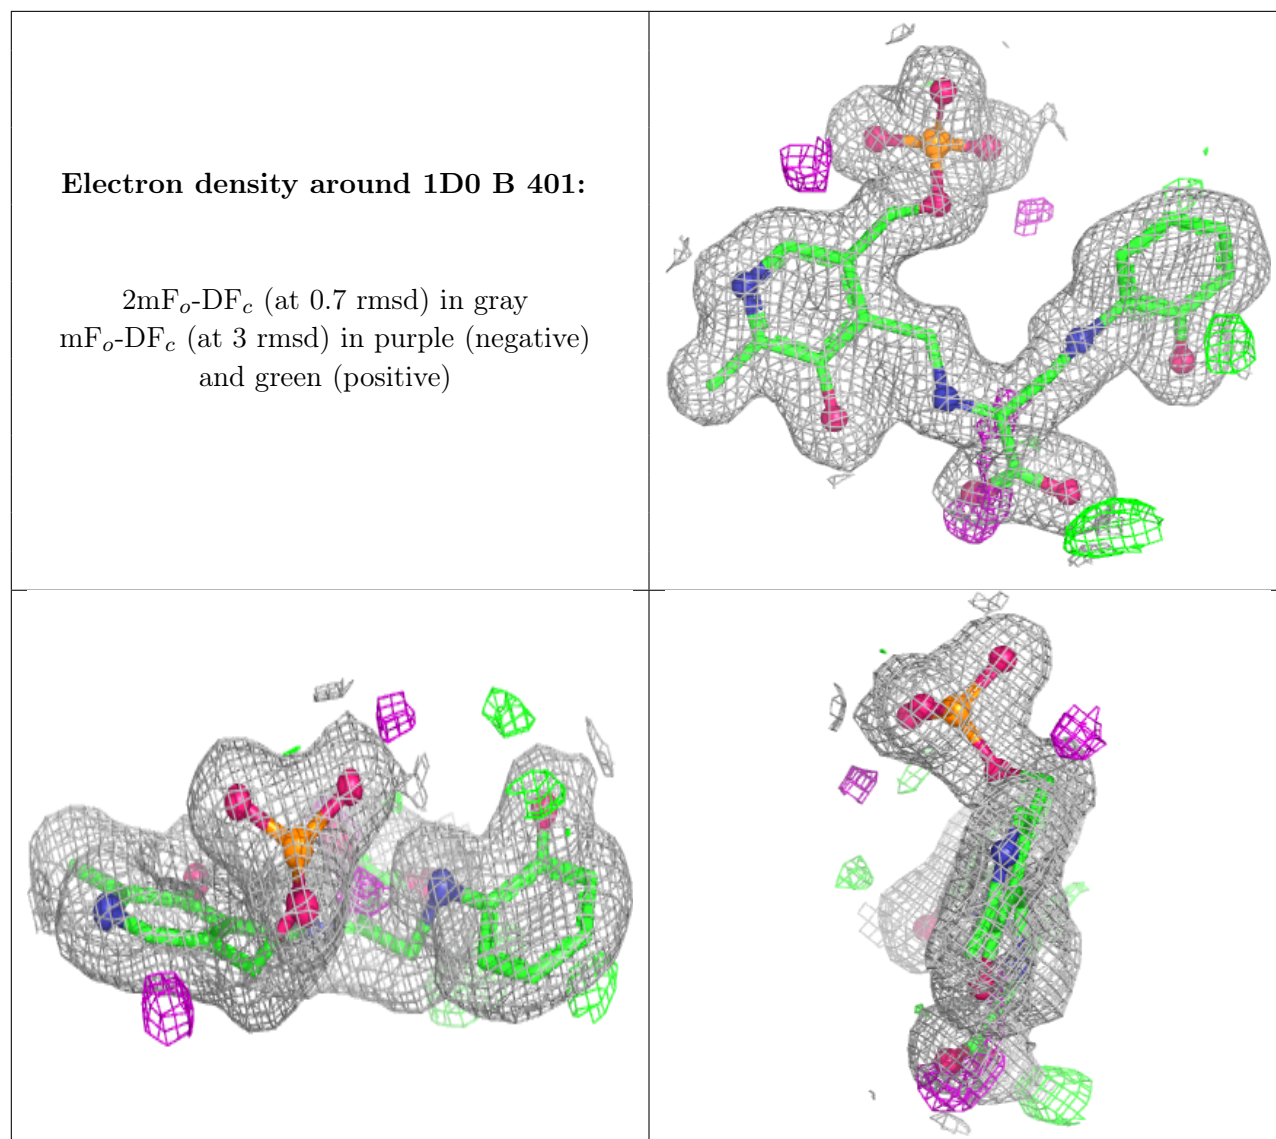 Electron density around 1D0 B 401:
2mFo-DFc (at 0.7 rmsd) in gray
mFo-DFc (at 3 rmsd) in purple (negative)
and green (positive)